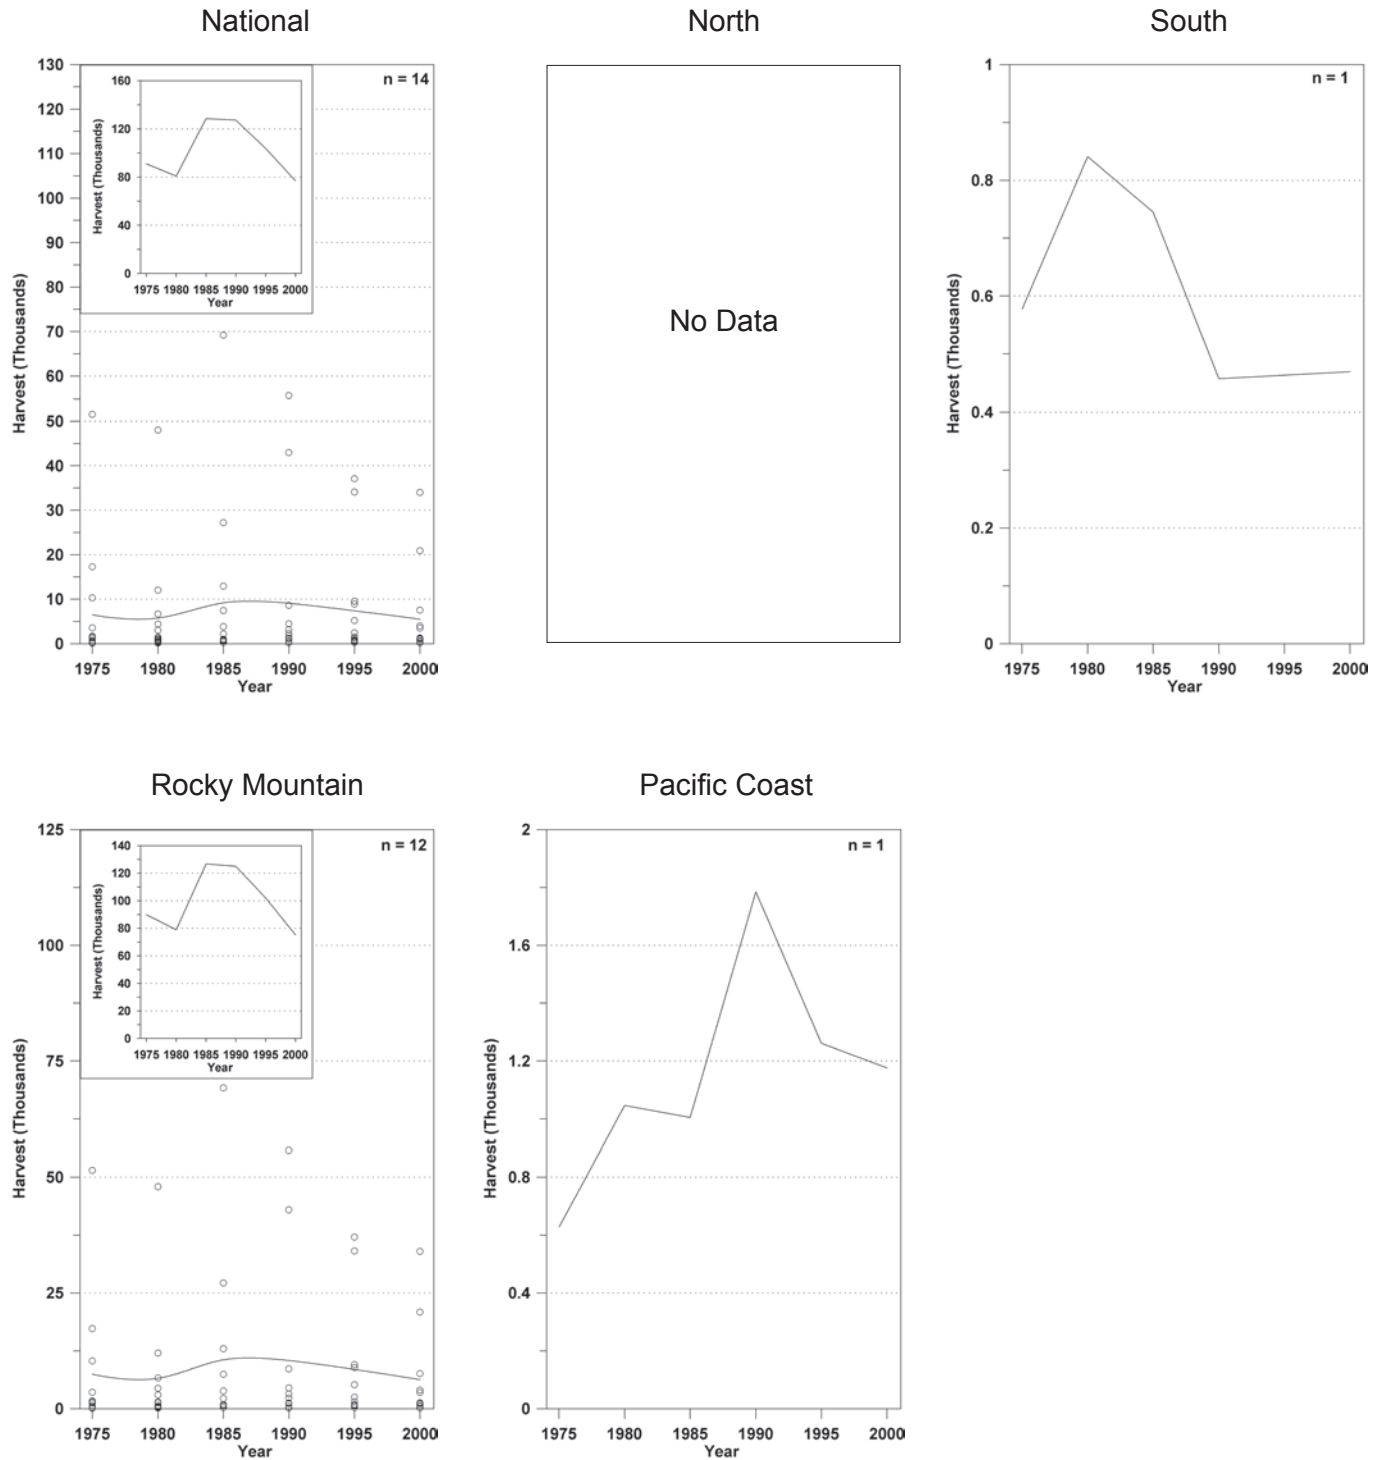 National
North
South
130
120
110
100
90
80
70
60
50
40
30
20
10
0
Harvest (Thousands)
n = 14
160
120
80
40
0
Harvest (Thousands)
1975 1980 1985 1990 1995 2000
Year
1975 1980 1985 1990 1995 2000
Year
No Data
1
0.8
0.6
0.4
0.2
0
Harvest (Thousands)
n = 1
1975 1980 1985 1990 1995 2000
Year
Rocky Mountain
Pacific Coast
125
100
75
50
25
0
Harvest (Thousands)
n = 12
140
120
100
80
60
40
20
0
Harvest (Thousands)
1975 1980 1985 1990 1995 2000
Year
1975 1980 1985 1990 1995 2000
Year
2
1.6
1.2
0.8
0.4
0
Harvest (Thousands)
n = 1
1975 1980 1985 1990 1995 2000
Year